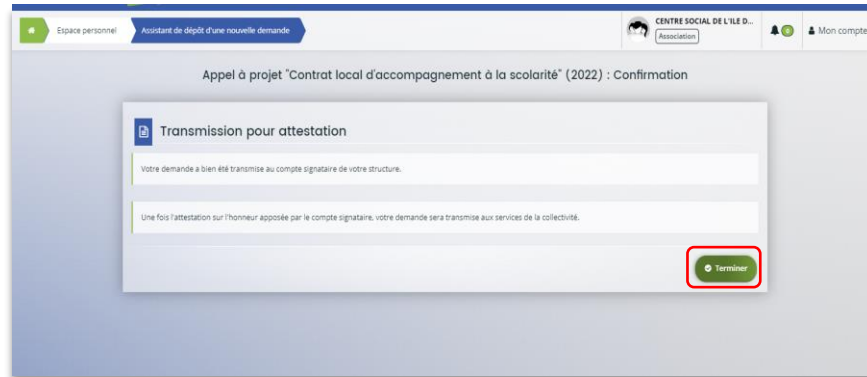 Espace personnel
Assistant de dépôt d'une nouvelle demande
CENTRE SOCIAL DE L'ILE D...
Association
0
Mon compte
Appel à projet "Contrat local d'accompagnement à la scolarité" (2022) : Confirmation
Transmission pour attestation
Votre demande a bien été transmise au compte signataire de votre structure.
Une fois l'attestation sur l'honneur apposée par le compte signataire, votre demande sera transmise aux services de la collectivité.
Terminer